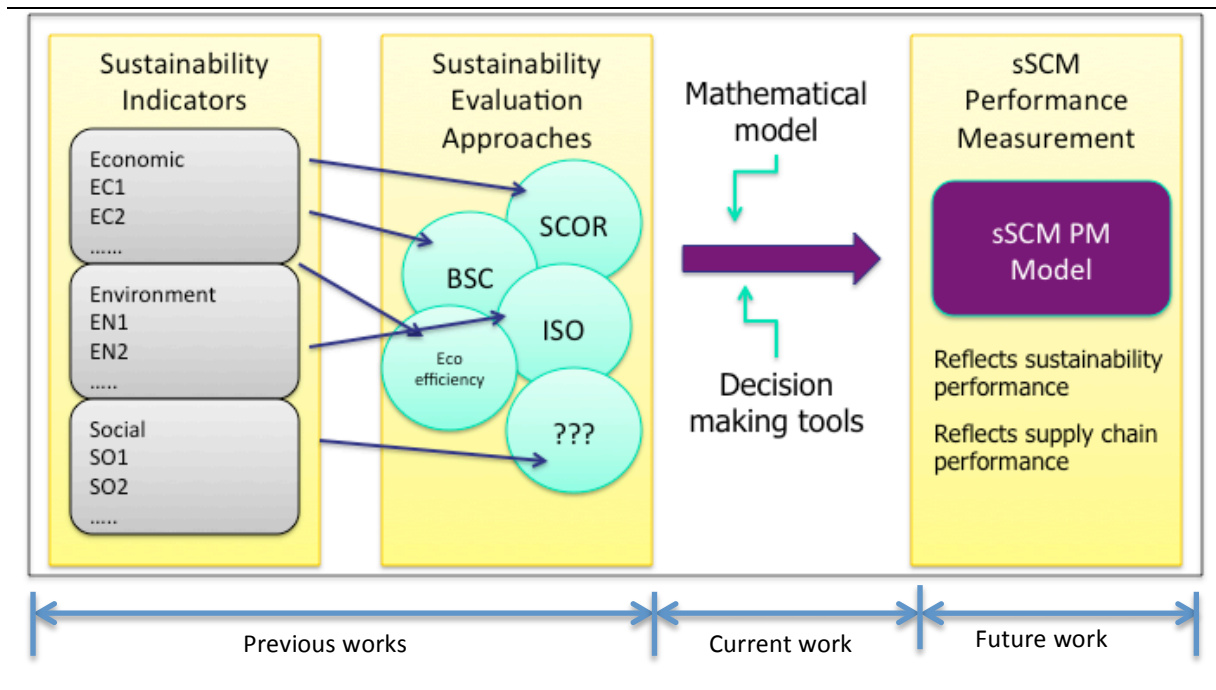 Sustainability
Indicators
Economic
EC1
EC2
......
Environment
EN1
EN2
.....
Social
SO1
SO2
.....
Sustainability
Evaluation
Approaches
SCOR
BSC
ISO
Eco
efficiency
???
Mathematical
model
Decision
making tools
sSCM
Performance
Measurement
sSCM PM
Model
Reflects sustainability
performance
Reflects supply chain
performance
Previous works
Current work
Future work